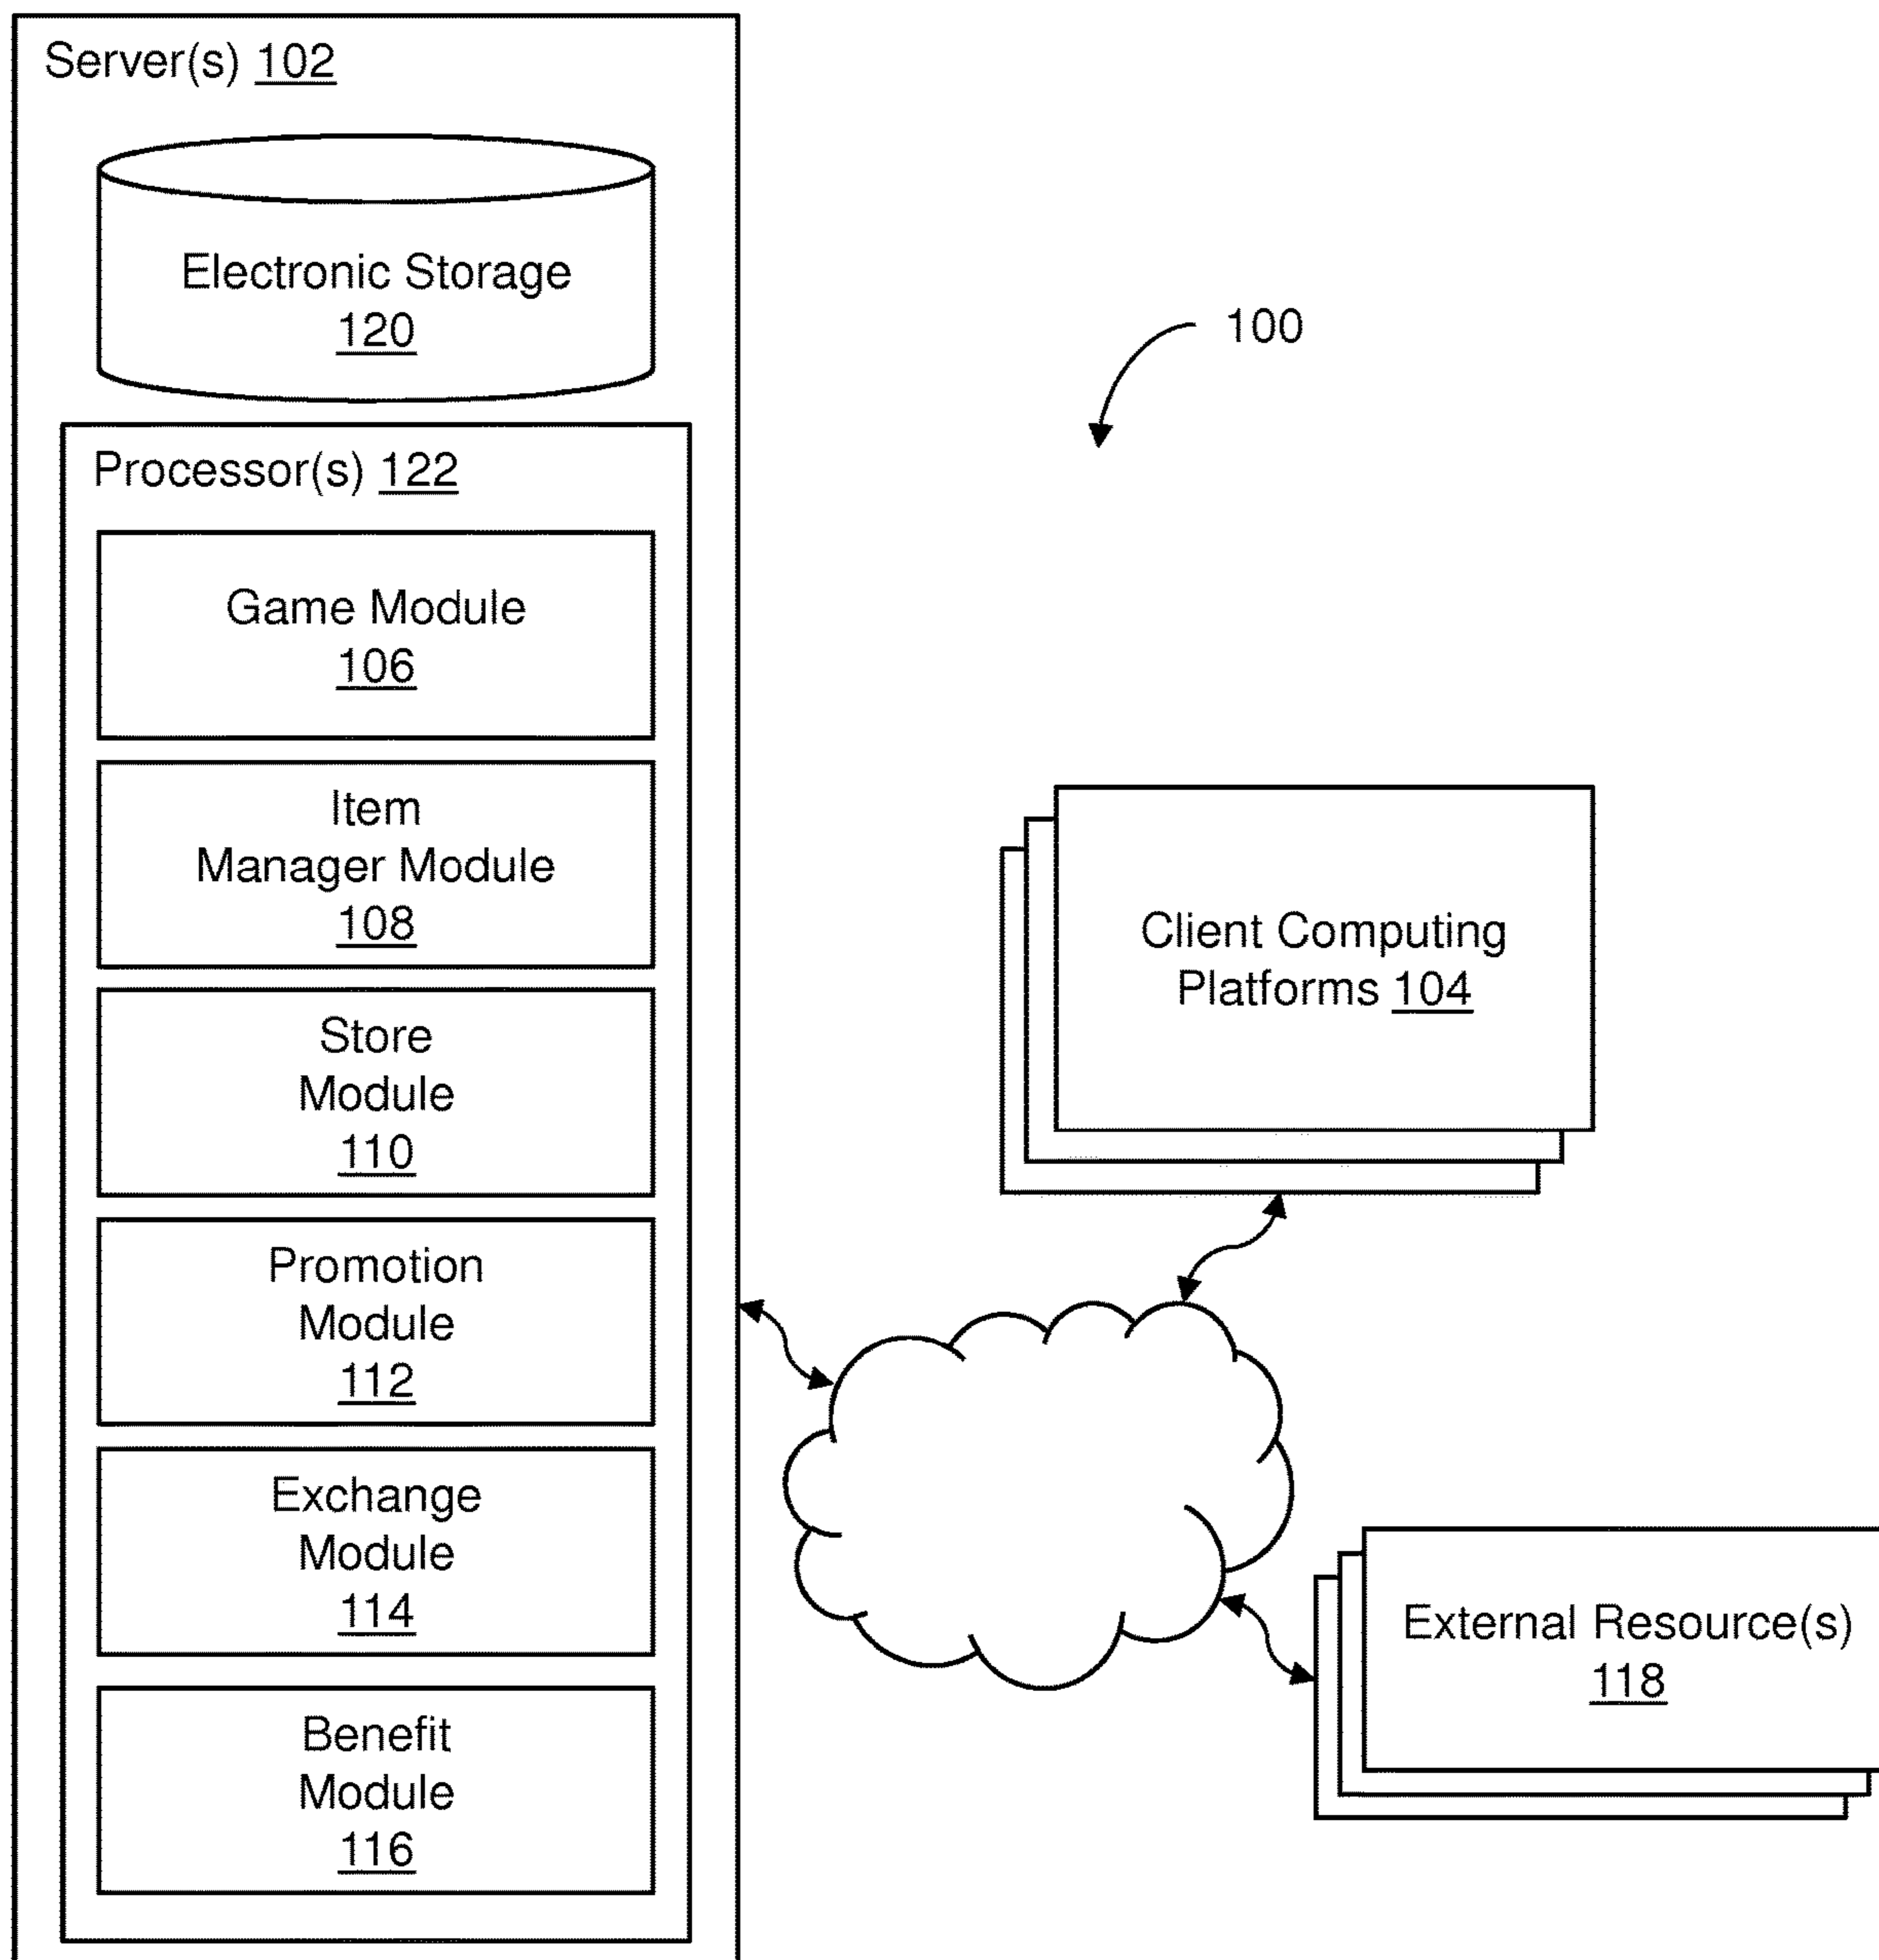 Server(s) 102
Electronic Storage
120
100
Processor(s) 122
Game Module
106
Item
Manager Module
108
Store
Module
110
Promotion
Module
112
Exchange
Module
114
Benefit
Module
116
Client Computing
Platforms 104
External Resource(s)
118